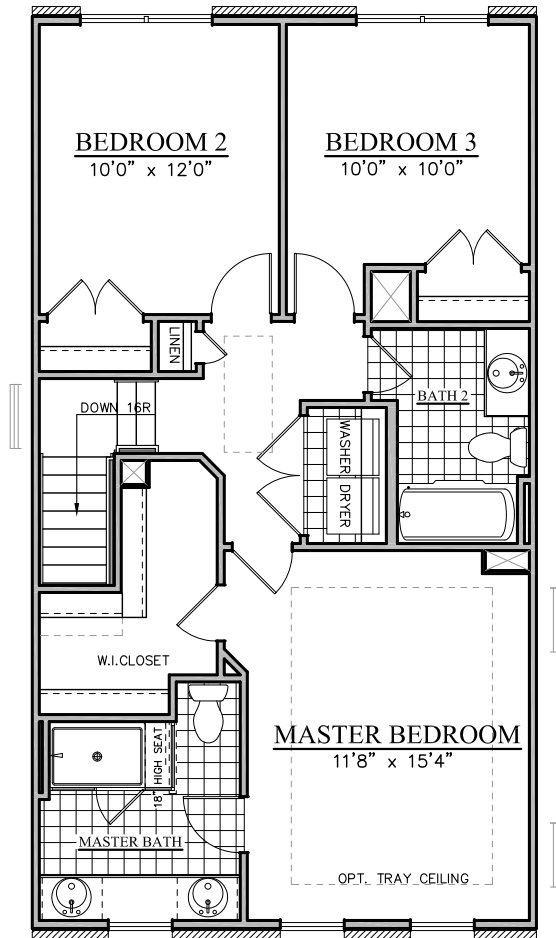 BEDROOM 2
10'0" x 12'0"
BEDROOM 3
10'0" x 10'0"
LINEN
DOWN 16R
BATH 2
WASHER
DRYER
W.I.CLOSET
MASTER BEDROOM
11'8" x 15'4"
18" HIGH SEAT
MASTER BATH
OPT. TRAY CEILING